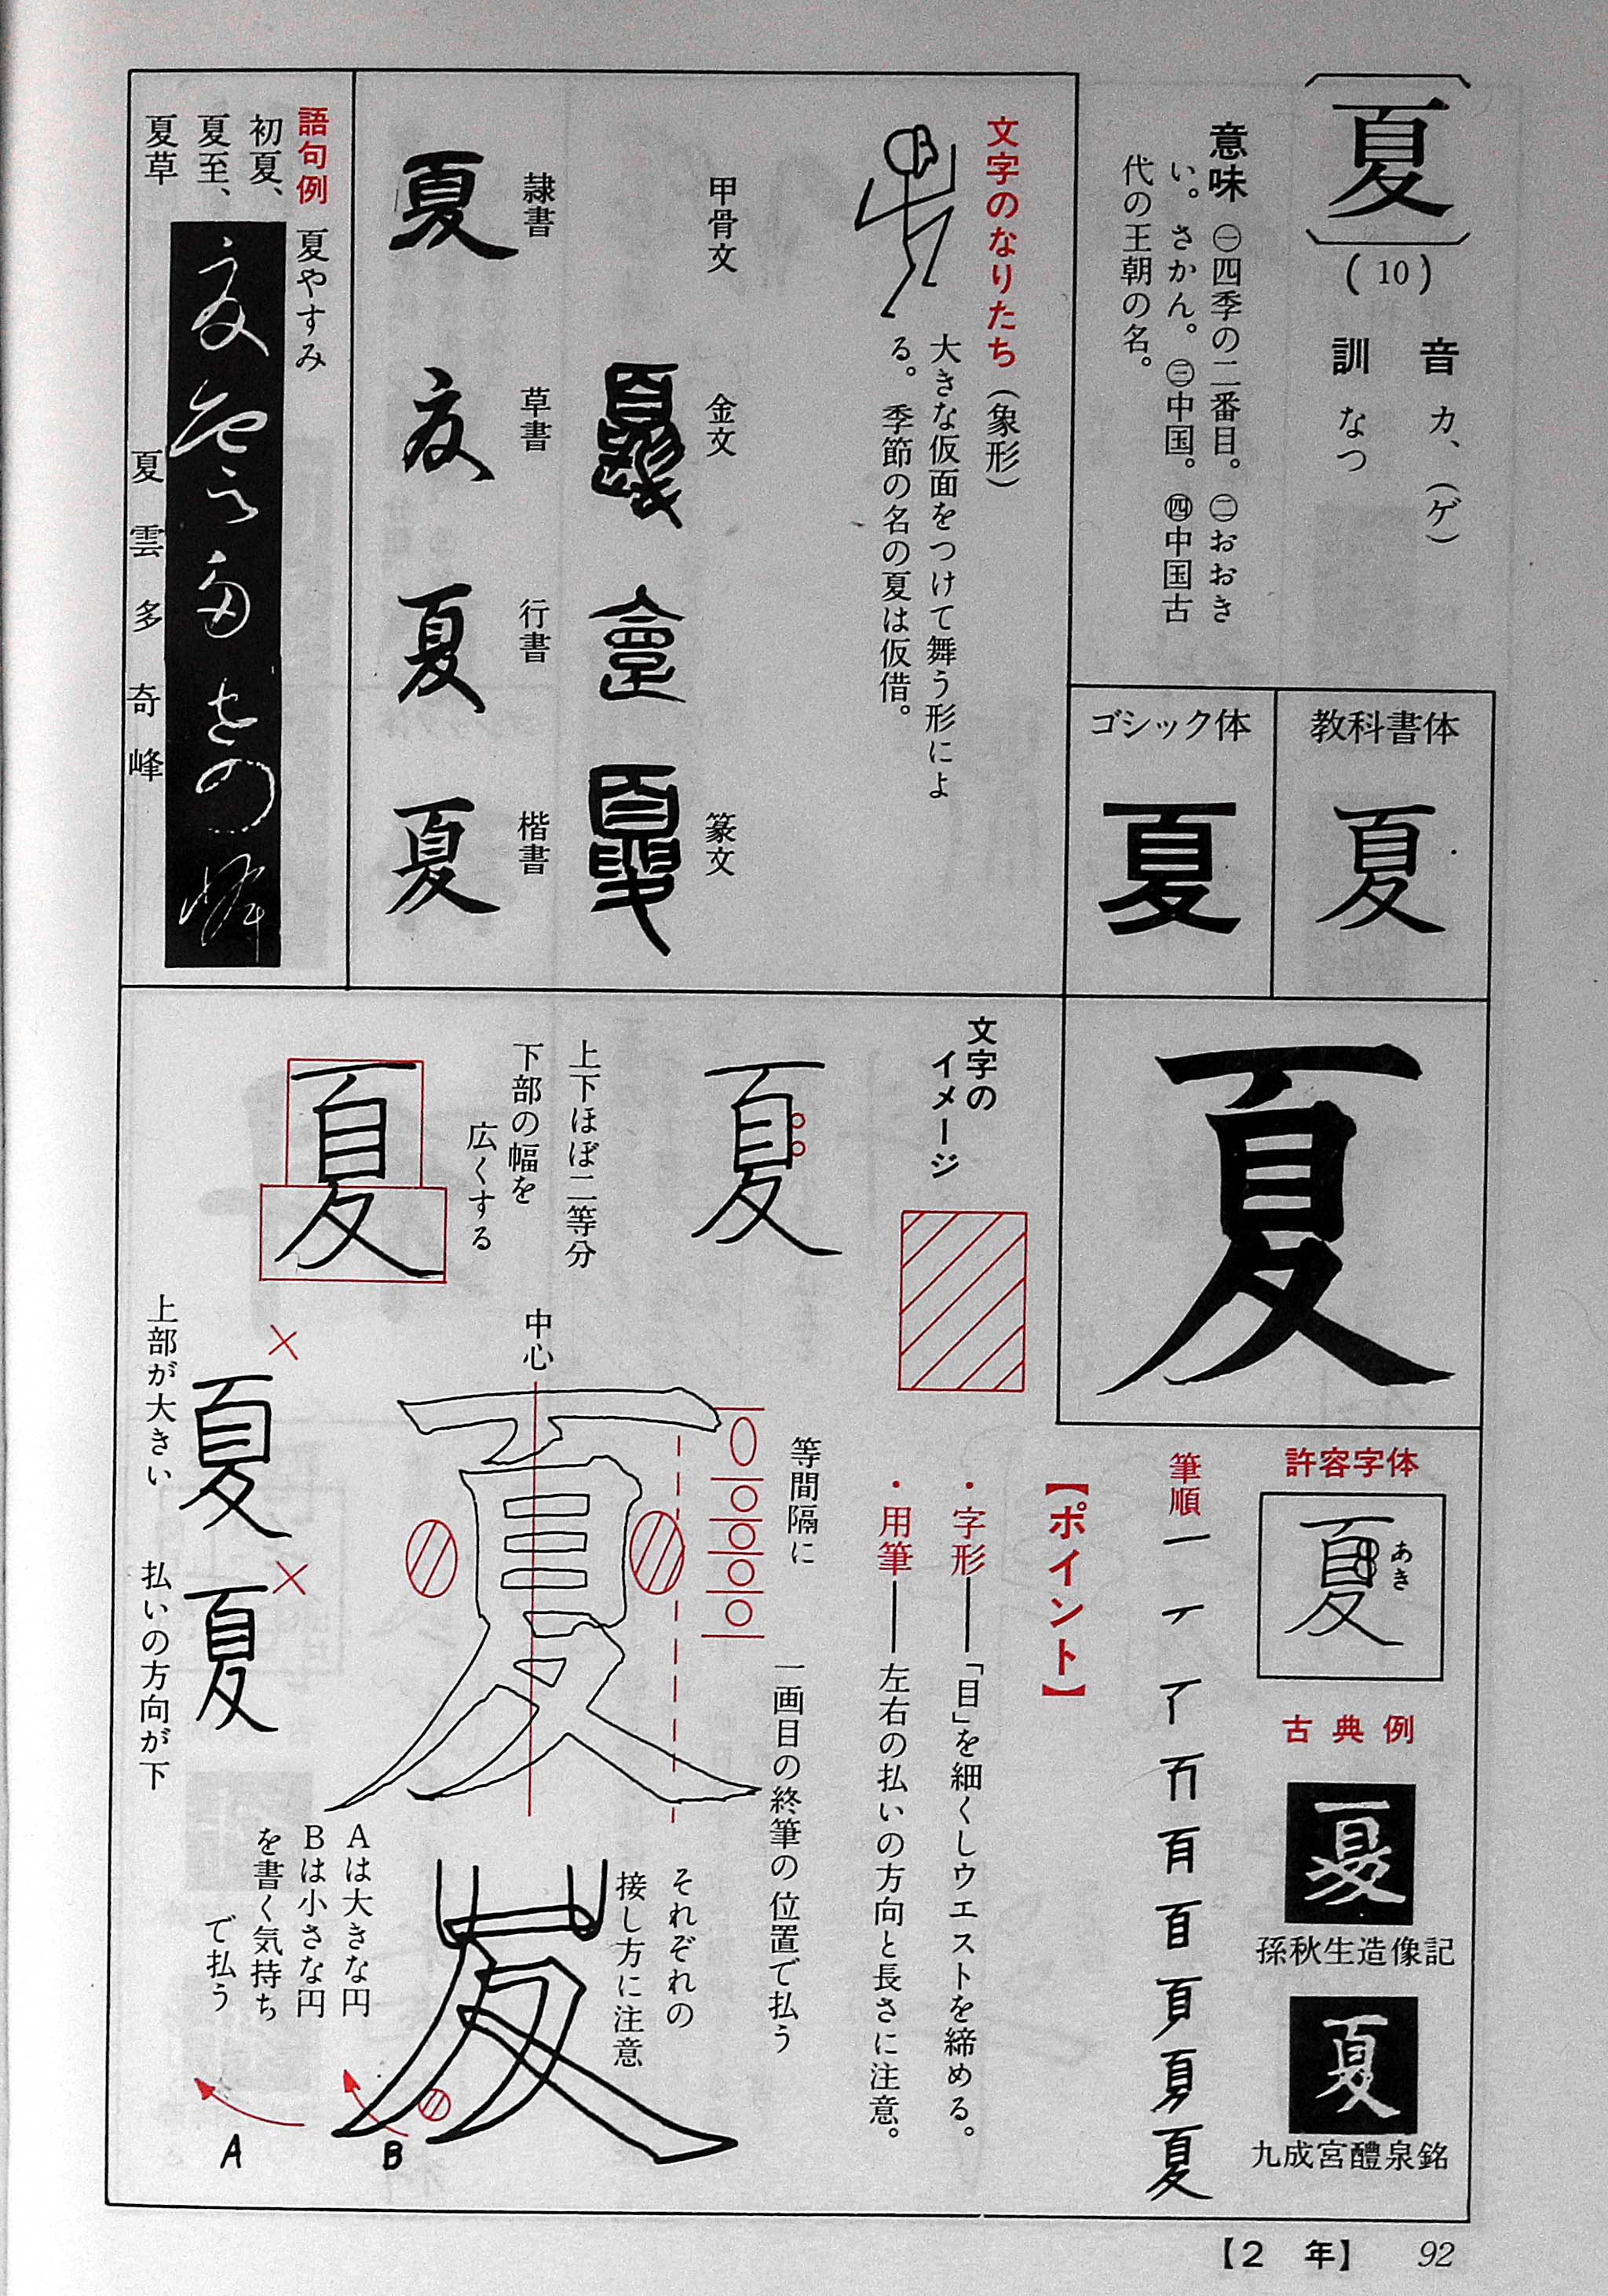 夏
(10)
音 カ、(ゲ)
訓 なつ
意味 ㊀四季の二番目。㊁おおき
い。さかん。㊂中国。㊃中国古
代の王朝の名。
教科書体
夏
ゴシック体
夏
文字のなりたち(象形)
大きな仮面をつけて舞う形によ
る。季節の名の夏は仮借。
甲骨文
金文
篆文
隷書
夏
草書
夏
行書
夏
楷書
夏
語句例 夏やすみ
初夏、
夏至、
夏草
夏雲多奇峰
夏雲多奇峰
夏
許容字体
夏
あき
古典例
夏
孫秋生造像記
夏
九成宮醴泉銘
筆順
夏
【ポイント】
・字形―「目」を細くしウエストを締める。
・用筆―左右の払いの方向と長さに注意。
文字の
イメージ
夏
上下ほぼ二等分
下部の幅を
広くする
夏
等間隔に
一画目の終筆の位置で払う
中心
夏
上部が大きい
夏
払いの方向が下
夏
それぞれの
接し方に注意
Aは大きな円
Bは小さな円
を書く気持ち
で払う
A
B
【2 年】 92